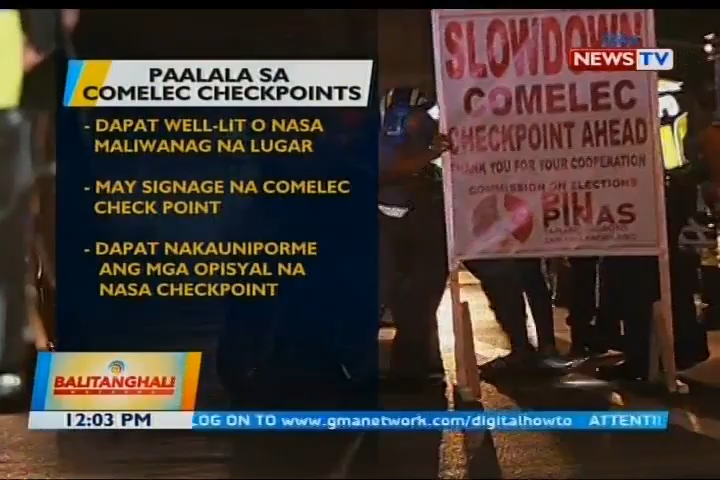 PAALALA SA
COMELEC CHECKPOINTS
- DAPAT WELL-LIT O NASA
MALIWANAG NA LUGAR
- MAY SIGNAGE NA COMELEC
CHECK POINT
- DAPAT NAKAUNIPORME
ANG MGA OPISYAL NA
NASA CHECKPOINT
SLOWDOWN
COMELEC
CHECKPOINT AHEAD
THANK YOU FOR YOUR COOPERATION
COMMISSION ON ELECTIONS
PINAS
NEWS TV
BALITANGHALI
12:03 PM
LOG ON TO www.gmanetwork.com/digitalhowto ATTENTI